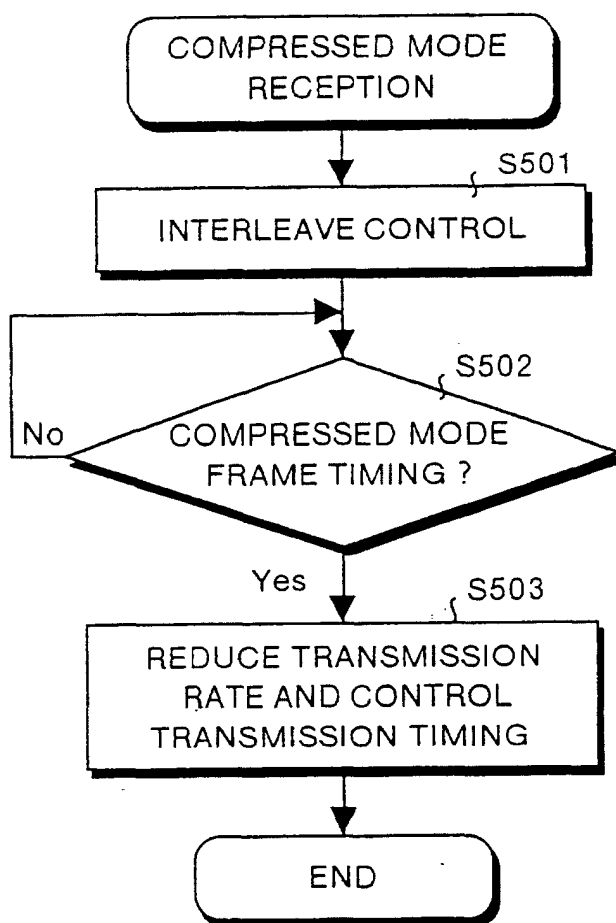 COMPRESSED MODE
RECEPTION
S501
INTERLEAVE CONTROL
S502
No
COMPRESSED MODE
FRAME TIMING ?
Yes
S503
REDUCE TRANSMISSION
RATE AND CONTROL
TRANSMISSION TIMING
END